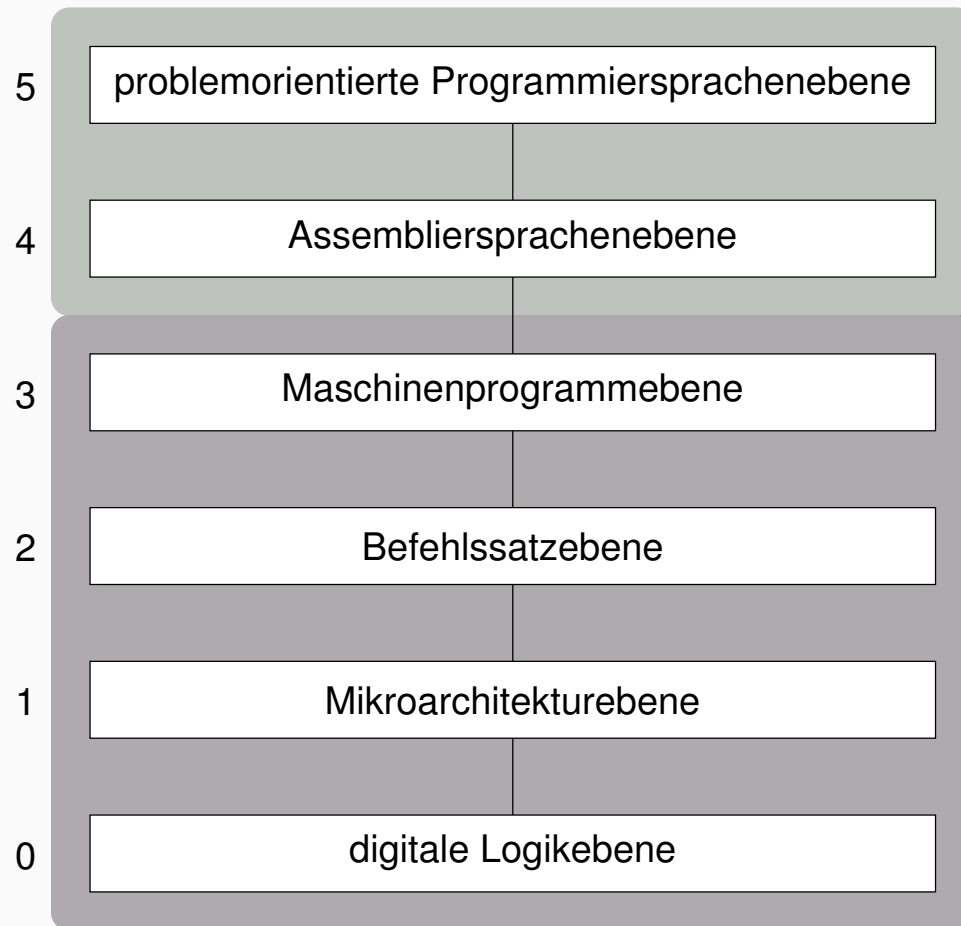 5 problemorientierte Programmiersprachenebene
4 Assembliersprachenebene
3 Maschinenprogrammebene
2 Befehlssatzebene
1 Mikroarchitekturebene
0 digitale Logikebene